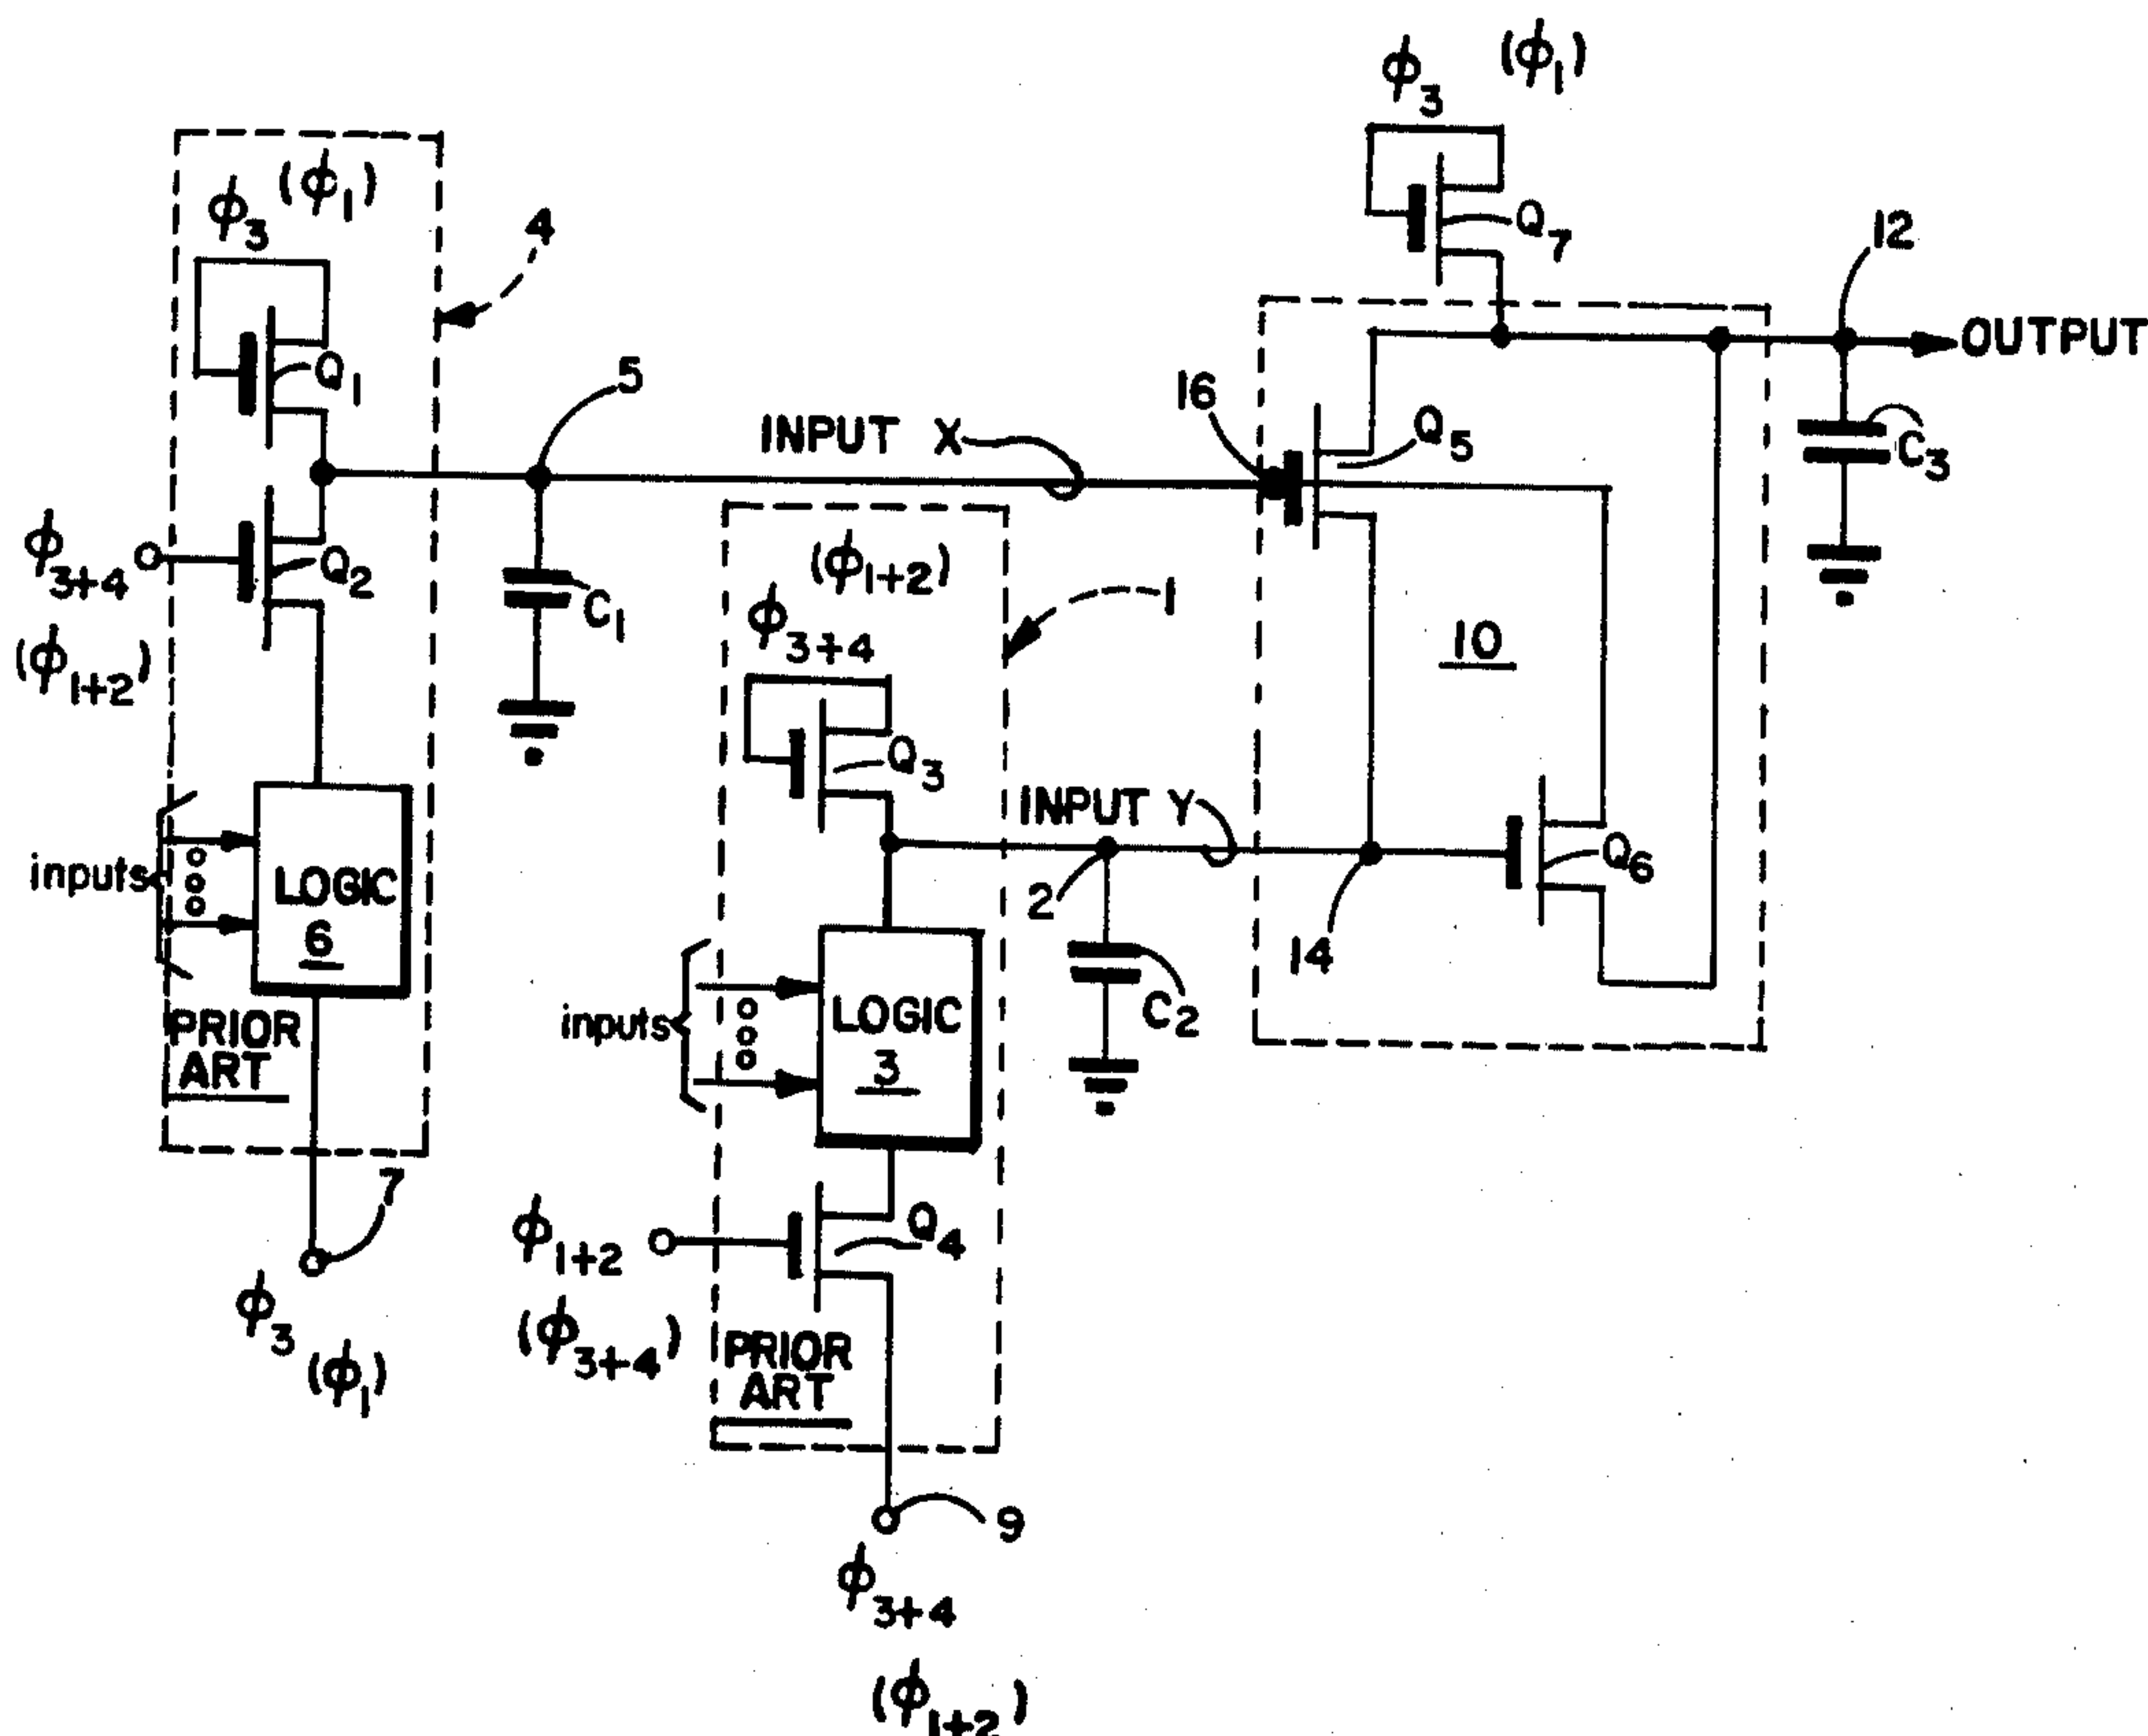 ϕ3 (ϕ1)
4
Q1
ϕ3+4
(ϕ1+2)
Q2
5
C1
inputs
LOGIC
6
PRIOR
ART
7
ϕ3
(ϕ1)
INPUT X
(ϕ1+2)
ϕ3+4
1
Q3
INPUT Y
2
C2
inputs
LOGIC
3
ϕ1+2
(ϕ3+4)
Q4
PRIOR
ART
9
ϕ3+4
(ϕ1+2)
ϕ3 (ϕ1)
Q7
12
OUTPUT
16
Q5
C3
10
Q6
14